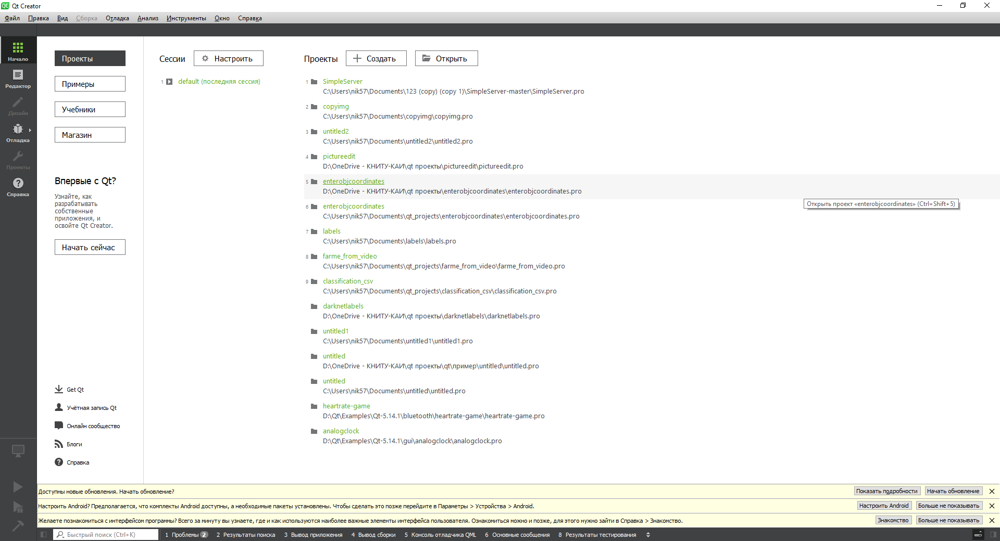 Qt Creator
Файл Правка Вид Сборка Отладка Анализ Инструменты Окно Справка
Начало
Редактор
Дизайн
Отладка
Проекты
Справка
Проекты
Примеры
Учебники
Магазин
Впервые с Qt?
Узнайте, как
разрабатывать
собственные
приложения, и
освойте Qt Creator.
Начать сейчас
Get Qt
Учётная запись Qt
Онлайн сообщество
Блоги
Справка
Сессии Настроить
1 default (последняя сессия)
Проекты Создать Открыть
1 SimpleServer
C:\Users\nik57\Documents\123 (copy) (copy 1)\SimpleServer-master\SimpleServer.pro
2 copyimg
C:\Users\nik57\Documents\copyimg\copyimg.pro
3 untitled2
C:\Users\nik57\Documents\untitled2\untitled2.pro
4 pictureedit
D:\OneDrive - КНИТУ-КАИ\qt проекты\pictureedit\pictureedit.pro
5 enterobjcoordinates
D:\OneDrive - КНИТУ-КАИ\qt проекты\enterobjcoordinates\enterobjcoordinates.pro
Открыть проект «enterobjcoordinates» (Ctrl+Shift+5)
6 enterobjcoordinates
C:\Users\nik57\Documents\qt_projects\enterobjcoordinates\enterobjcoordinates.pro
7 labels
C:\Users\nik57\Documents\labels\labels.pro
8 farme_from_video
C:\Users\nik57\Documents\qt_projects\farme_from_video\farme_from_video.pro
9 classification_csv
C:\Users\nik57\Documents\qt_projects\classification_csv\classification_csv.pro
darknetlabels
D:\OneDrive - КНИТУ-КАИ\qt проекты\darknetlabels\darknetlabels.pro
untitled1
C:\Users\nik57\Documents\untitled1\untitled1.pro
untitled
D:\OneDrive - КНИТУ-КАИ\qt проекты\qt\пример\untitled\untitled.pro
untitled
C:\Users\nik57\Documents\untitled\untitled.pro
heartrate-game
D:\Qt\Examples\Qt-5.14.1\bluetooth\heartrate-game\heartrate-game.pro
analogclock
D:\Qt\Examples\Qt-5.14.1\gui\analogclock\analogclock.pro
Доступны новые обновления. Начать обновление? Показать подробности Начать обновление
Настроить Android? Предполагается, что комплекты Android доступны, а необходимые пакеты установлены. Чтобы сделать это позже перейдите в Параметры > Устройства > Android. Настроить Android Больше не показывать
Желаете познакомиться с интерфейсом программы? Всего за минуту вы узнаете, где и как используются наиболее важные элементы интерфейса пользователя. Ознакомиться можно и позже, для этого нужно зайти в Справка > Знакомство. Знакомство Больше не показывать
Быстрый поиск (Ctrl+K) 1 Проблемы 2 2 Результаты поиска 3 Вывод приложения 4 Вывод сборки 5 Консоль отладчика QML 6 Основные сообщения 8 Результаты тестирования